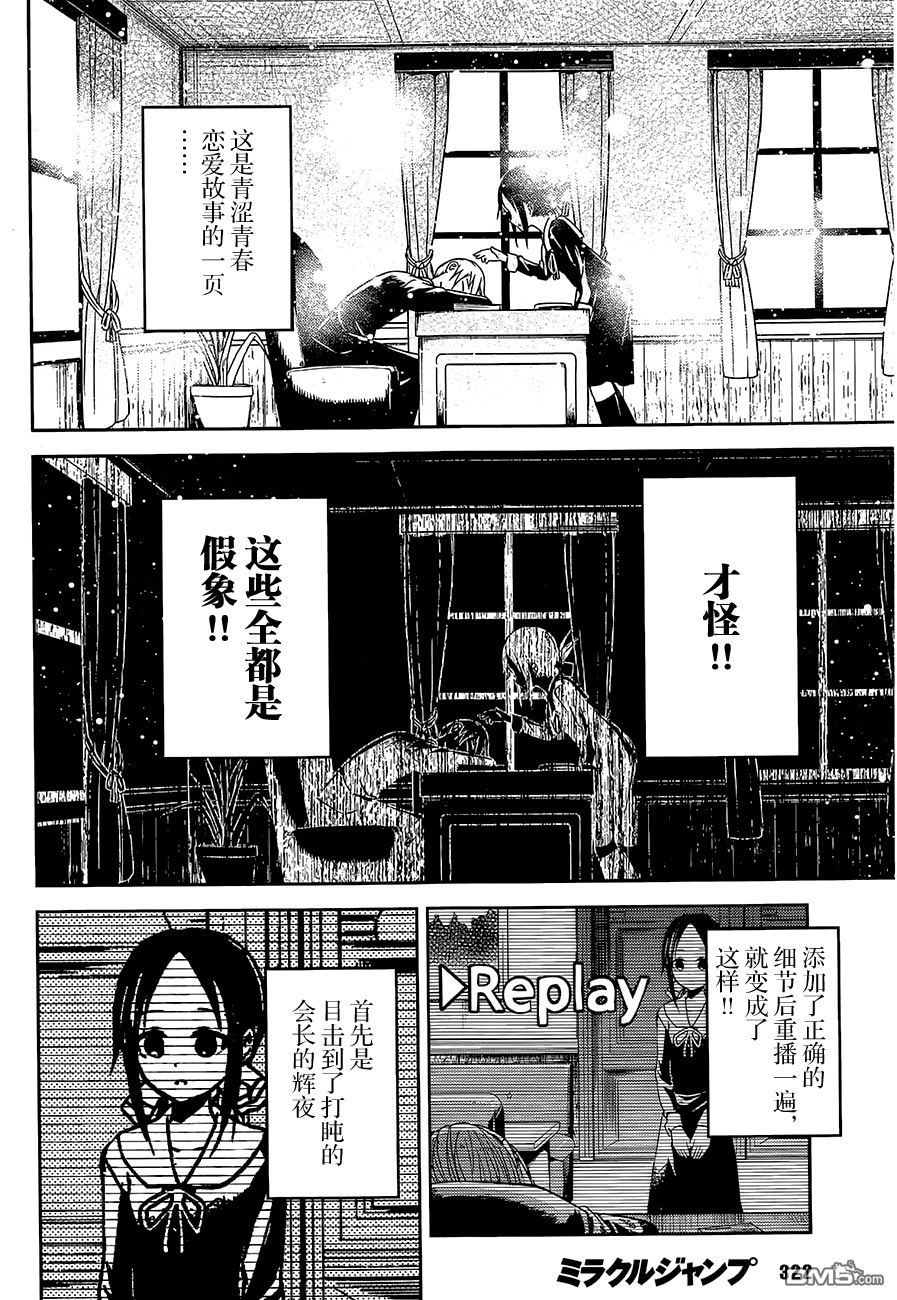 这是青涩青春
恋爱故事的一页
……
才怪!!
这些全都是
假象!!
添加了正确的
细节后重播一遍，
就变成了
这样!!
▶Replay
首先是
目击到了打盹的
会长的辉夜
ミラクルジャンプ 322
DM5.com